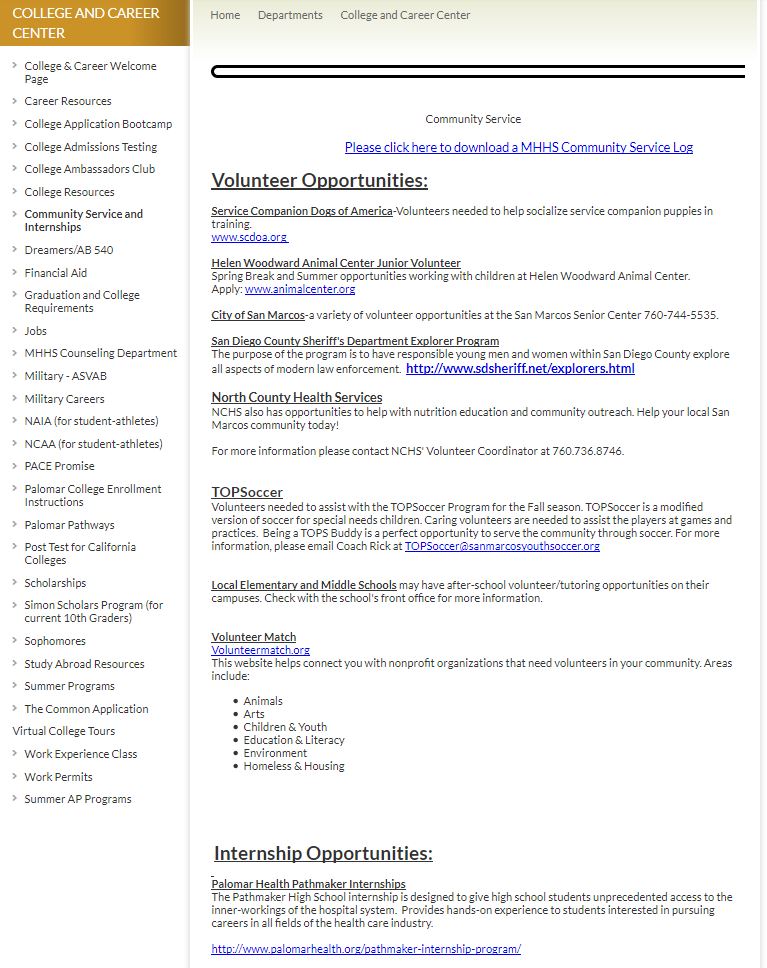 COLLEGE AND CAREER
CENTER
College & Career Welcome
Page
Career Resources
College Application Bootcamp
College Admissions Testing
College Ambassadors Club
College Resources
Community Service and
Internships
Dreamers/AB 540
Financial Aid
Graduation and College
Requirements
Jobs
MHHS Counseling Department
Military - ASVAB
Military Careers
NAIA (for student-athletes)
NCAA (for student-athletes)
PACE Promise
Palomar College Enrollment
Instructions
Palomar Pathways
Post Test for California
Colleges
Scholarships
Simon Scholars Program (for
current 10th Graders)
Sophomores
Study Abroad Resources
Summer Programs
The Common Application
Virtual College Tours
Work Experience Class
Work Permits
Summer AP Programs
Home Departments College and Career Center
Community Service
Please click here to download a MHHS Community Service Log
Volunteer Opportunities:
Service Companion Dogs of America-Volunteers needed to help socialize service companion puppies in
training.
www.scdoa.org
Helen Woodward Animal Center Junior Volunteer
Spring Break and Summer opportunities working with children at Helen Woodward Animal Center.
Apply: www.animalcenter.org
City of San Marcos-a variety of volunteer opportunities at the San Marcos Senior Center 760-744-5535.
San Diego County Sheriff's Department Explorer Program
The purpose of the program is to have responsible young men and women within San Diego County explore
all aspects of modern law enforcement. http://www.sdsheriff.net/explorers.html
North County Health Services
NCHS also has opportunities to help with nutrition education and community outreach. Help your local San
Marcos community today!
For more information please contact NCHS' Volunteer Coordinator at 760.736.8746.
TOPSoccer
Volunteers needed to assist with the TOPSoccer Program for the Fall season. TOPSoccer is a modified
version of soccer for special needs children. Caring volunteers are needed to assist the players at games and
practices. Being a TOPS Buddy is a perfect opportunity to serve the community through soccer. For more
information, please email Coach Rick at TOPSoccer@sanmarcosyouthsoccer.org
Local Elementary and Middle Schools may have after-school volunteer/tutoring opportunities on their
campuses. Check with the school's front office for more information.
Volunteer Match
Volunteermatch.org
This website helps connect you with nonprofit organizations that need volunteers in your community. Areas
include:
• Animals
• Arts
• Children & Youth
• Education & Literacy
• Environment
• Homeless & Housing
Internship Opportunities:
Palomar Health Pathmaker Internships
The Pathmaker High School internship is designed to give high school students unprecedented access to the
inner-workings of the hospital system. Provides hands-on experience to students interested in pursuing
careers in all fields of the health care industry.
http://www.palomarhealth.org/pathmaker-internship-program/